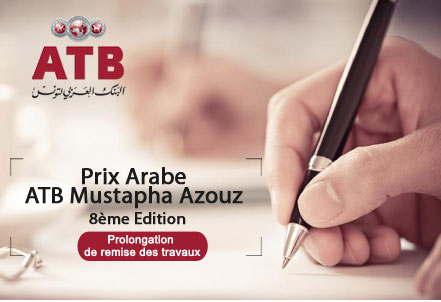 ATB
البنك العربي لتونس
Prix Arabe
ATB Mustapha Azouz
8ème Edition
Prolongation
de remise des travaux